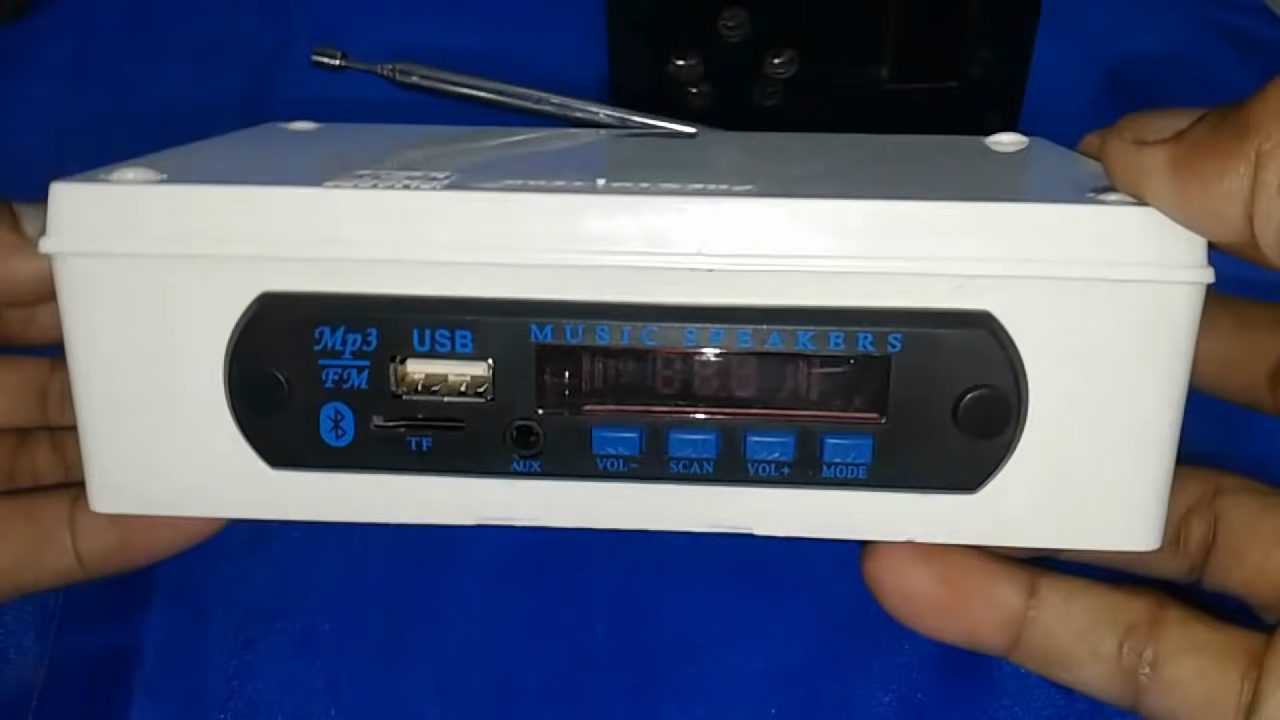 Mp3
FM
USB
MUSIC SPEAKERS
TF
AUX
VOL-
SCAN
VOL+
MODE